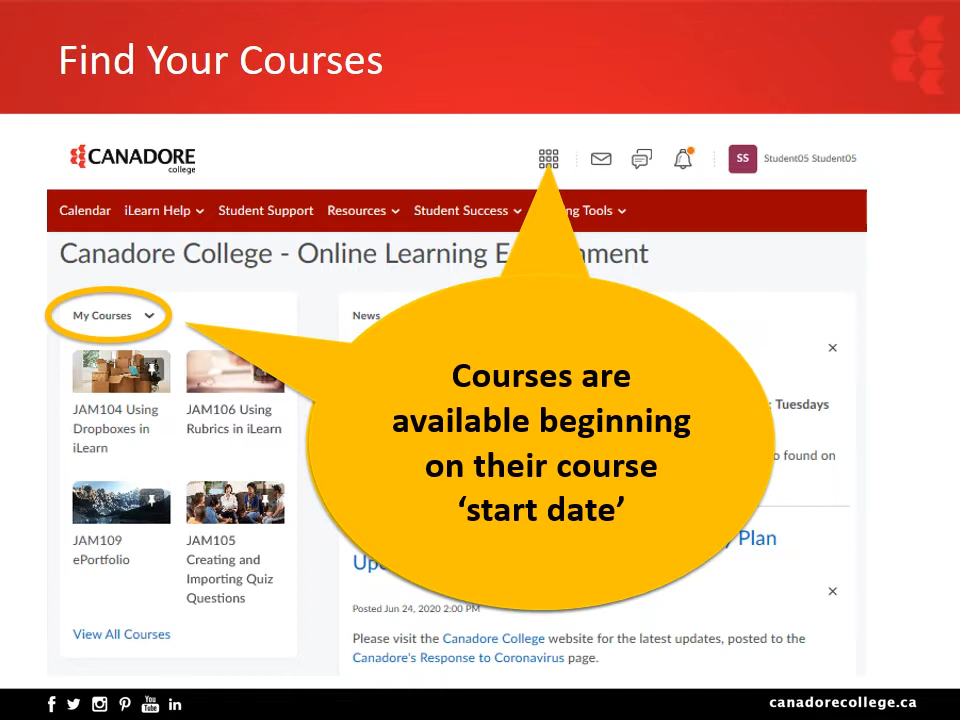 Find Your Courses
CANADORE
college
SS
Student05 Student05
Calendar
iLearn Help
Student Support
Resources
Student Success
Tools
Canadore College - Online Learning
My Courses
News
JAM104 Using
Dropboxes in
iLearn
JAM106 Using
Rubrics in iLearn
JAM109
ePortfolio
JAM105
Creating and
Importing Quiz
Questions
View All Courses
Courses are
available beginning
on their course
‘start date’
: Tuesdays
found on
Plan
Posted Jun 24, 2020 2:00 PM
Please visit the Canadore College website for the latest updates, posted to the
Canadore's Response to Coronavirus page.
You
Tube
canadorecollege.ca